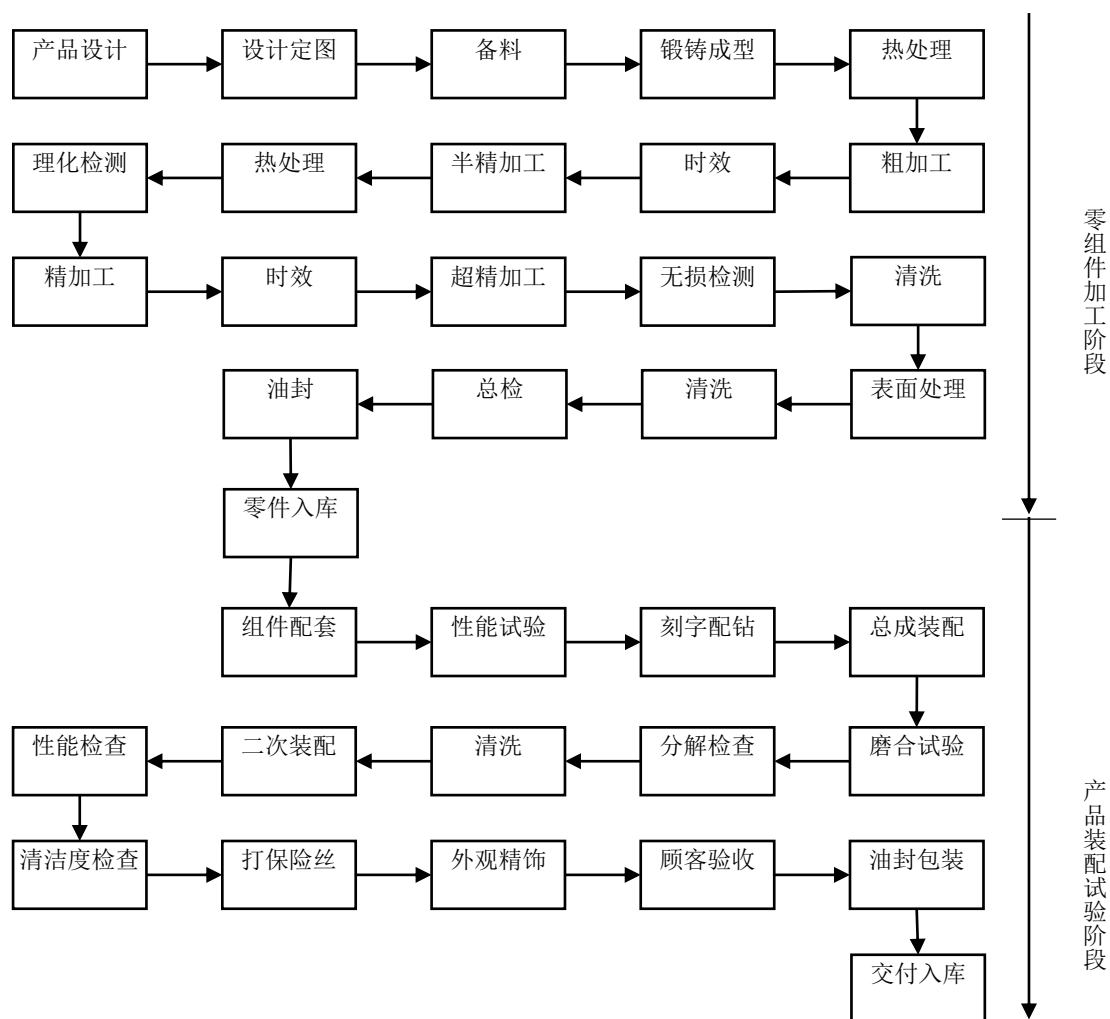 产品设计
设计定图
备料
锻铸成型
热处理
理化检测
热处理
半精加工
时效
粗加工
精加工
时效
超精加工
无损检测
清洗
油封
总检
清洗
表面处理
零件入库
零组件加工阶段
组件配套
性能试验
刻字配钻
总成装配
性能检查
二次装配
清洗
分解检查
磨合试验
清洁度检查
打保险丝
外观精饰
顾客验收
油封包装
交付入库
产品装配试验阶段